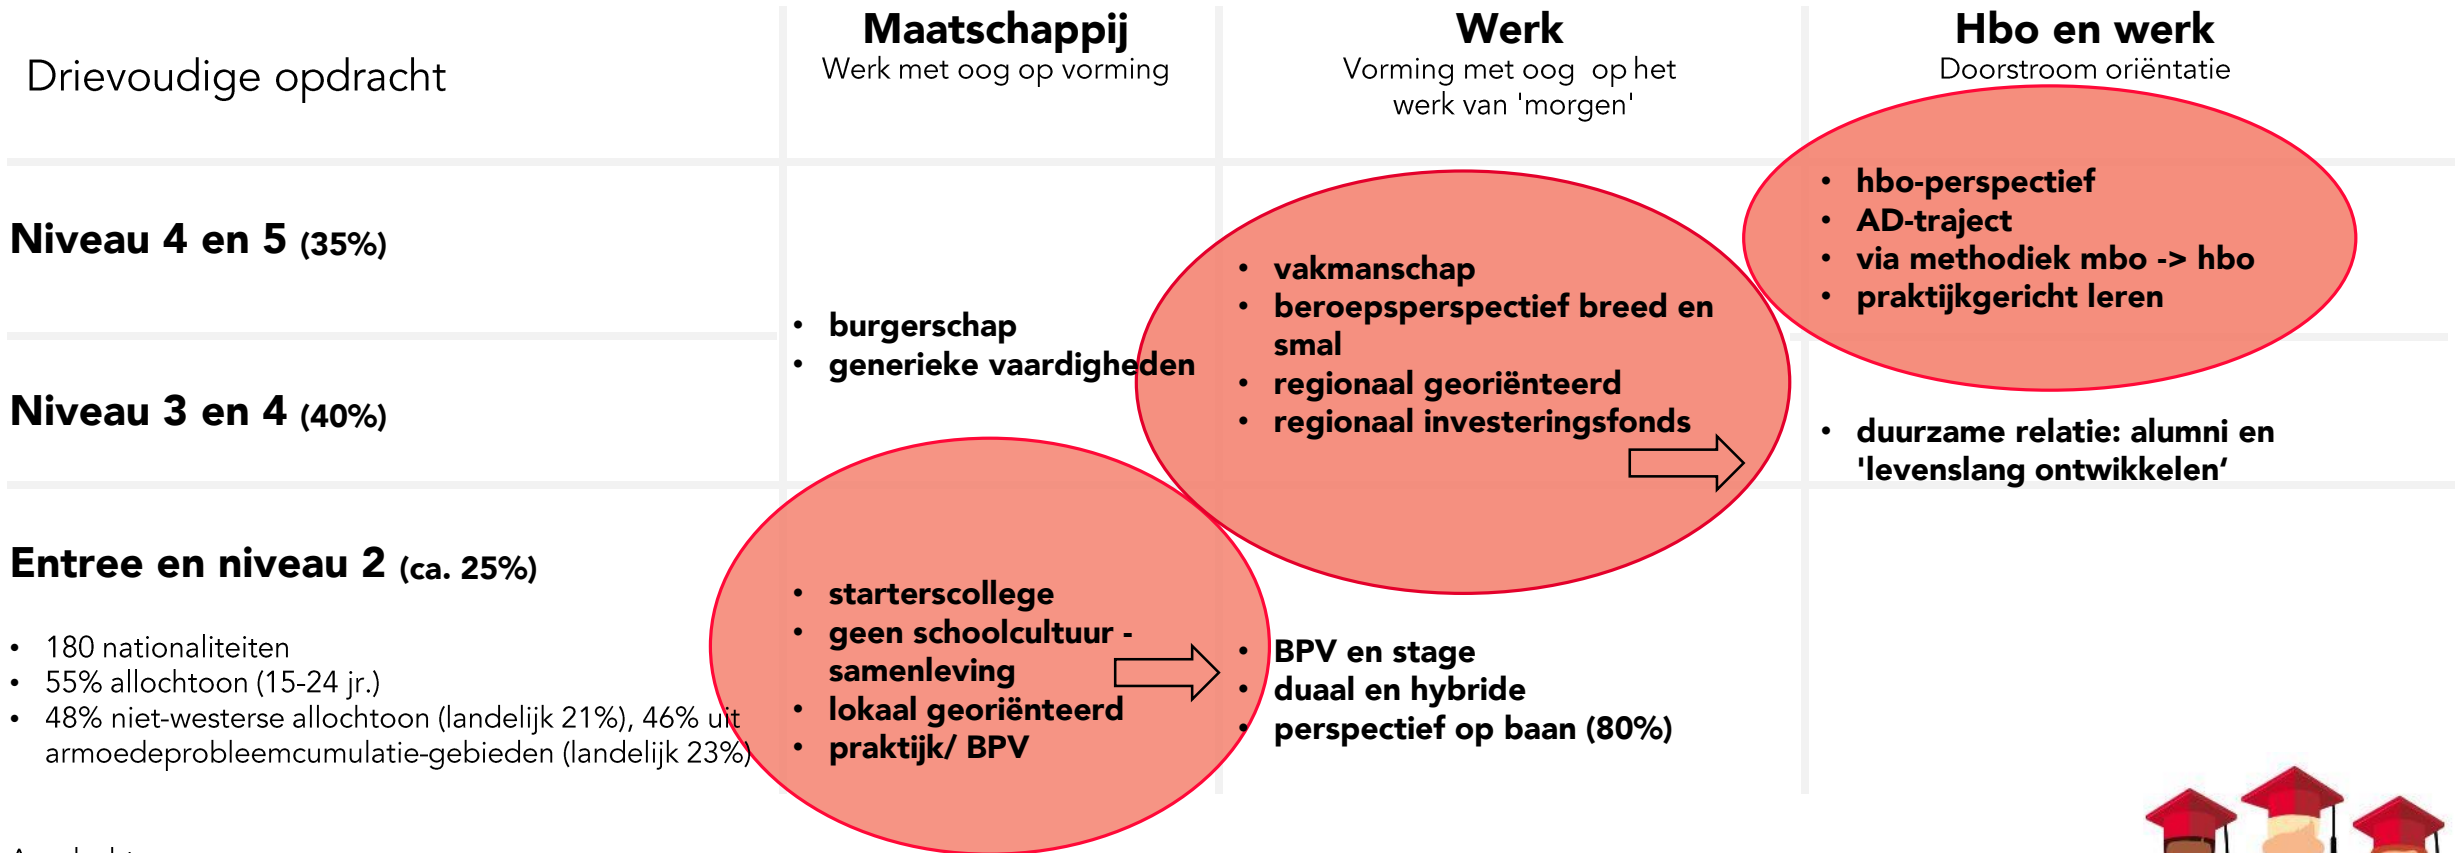 Drievoudige opdracht
Maatschappij
Werk met oog op vorming
Werk
Vorming met oog op het
werk van 'morgen'
Hbo en werk
Doorstroom oriëntatie
Niveau 4 en 5 (35%)
• hbo-perspectief
• AD-traject
• via methodiek mbo -> hbo
• praktijkgericht leren
• burgerschap
• generieke vaardigheden
• vakmanschap
• beroepsperspectief breed en
smal
• regionaal georiënteerd
• regionaal investeringsfonds
Niveau 3 en 4 (40%)
• duurzame relatie: alumni en
'levenslang ontwikkelen‘
Entree en niveau 2 (ca. 25%)
• 180 nationaliteiten
• 55% allochtoon (15-24 jr.)
• 48% niet-westerse allochtoon (landelijk 21%), 46% uit
armoedeprobleemcumulatie-gebieden (landelijk 23%)
• starterscollege
• geen schoolcultuur -
samenleving
• lokaal georiënteerd
• praktijk/ BPV
• BPV en stage
• duaal en hybride
• perspectief op baan (80%)